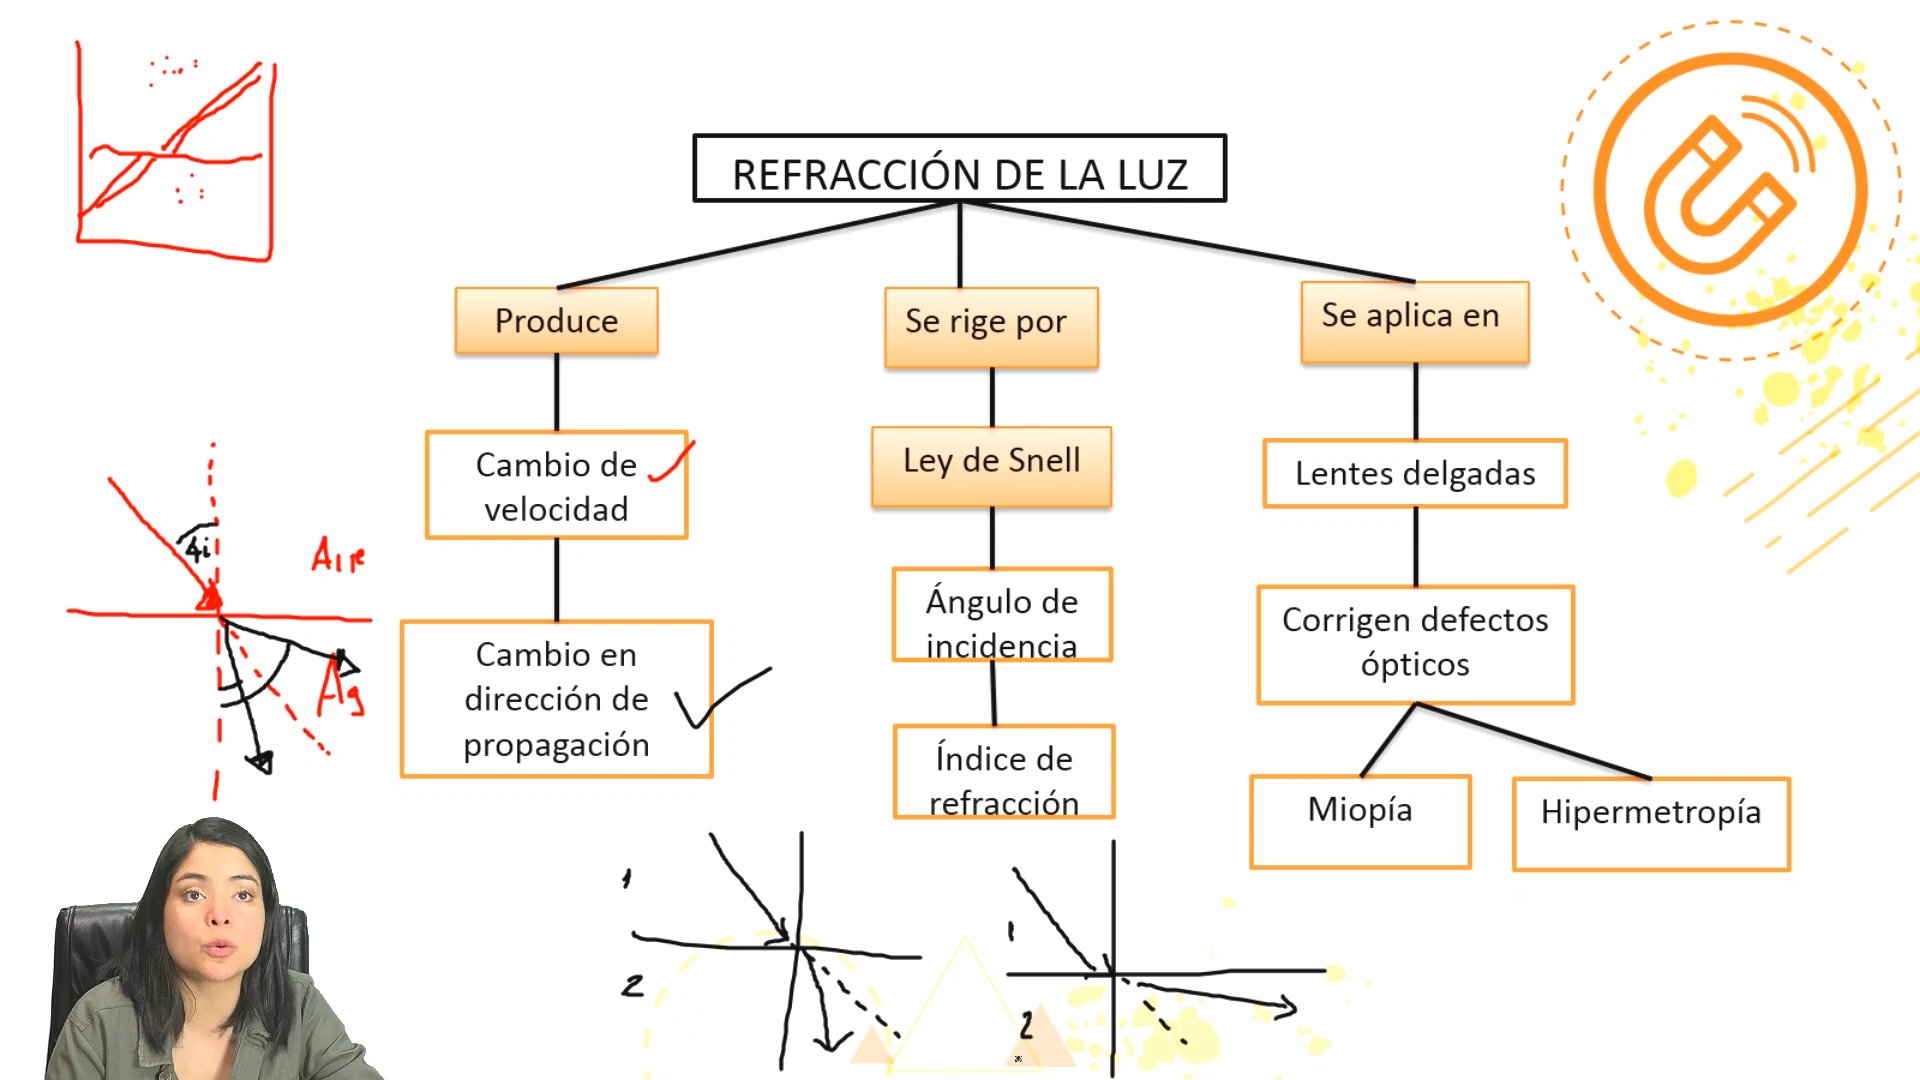 REFRACCIÓN DE LA LUZ
Produce
Se rige por
Se aplica en
Cambio de
velocidad
Ley de Snell
Lentes delgadas
Cambio en
dirección de
propagación
Ángulo de
incidencia
Corrigen defectos
ópticos
Índice de
refracción
Miopía
Hipermetropía
Aire
Ag
1
2
1
2